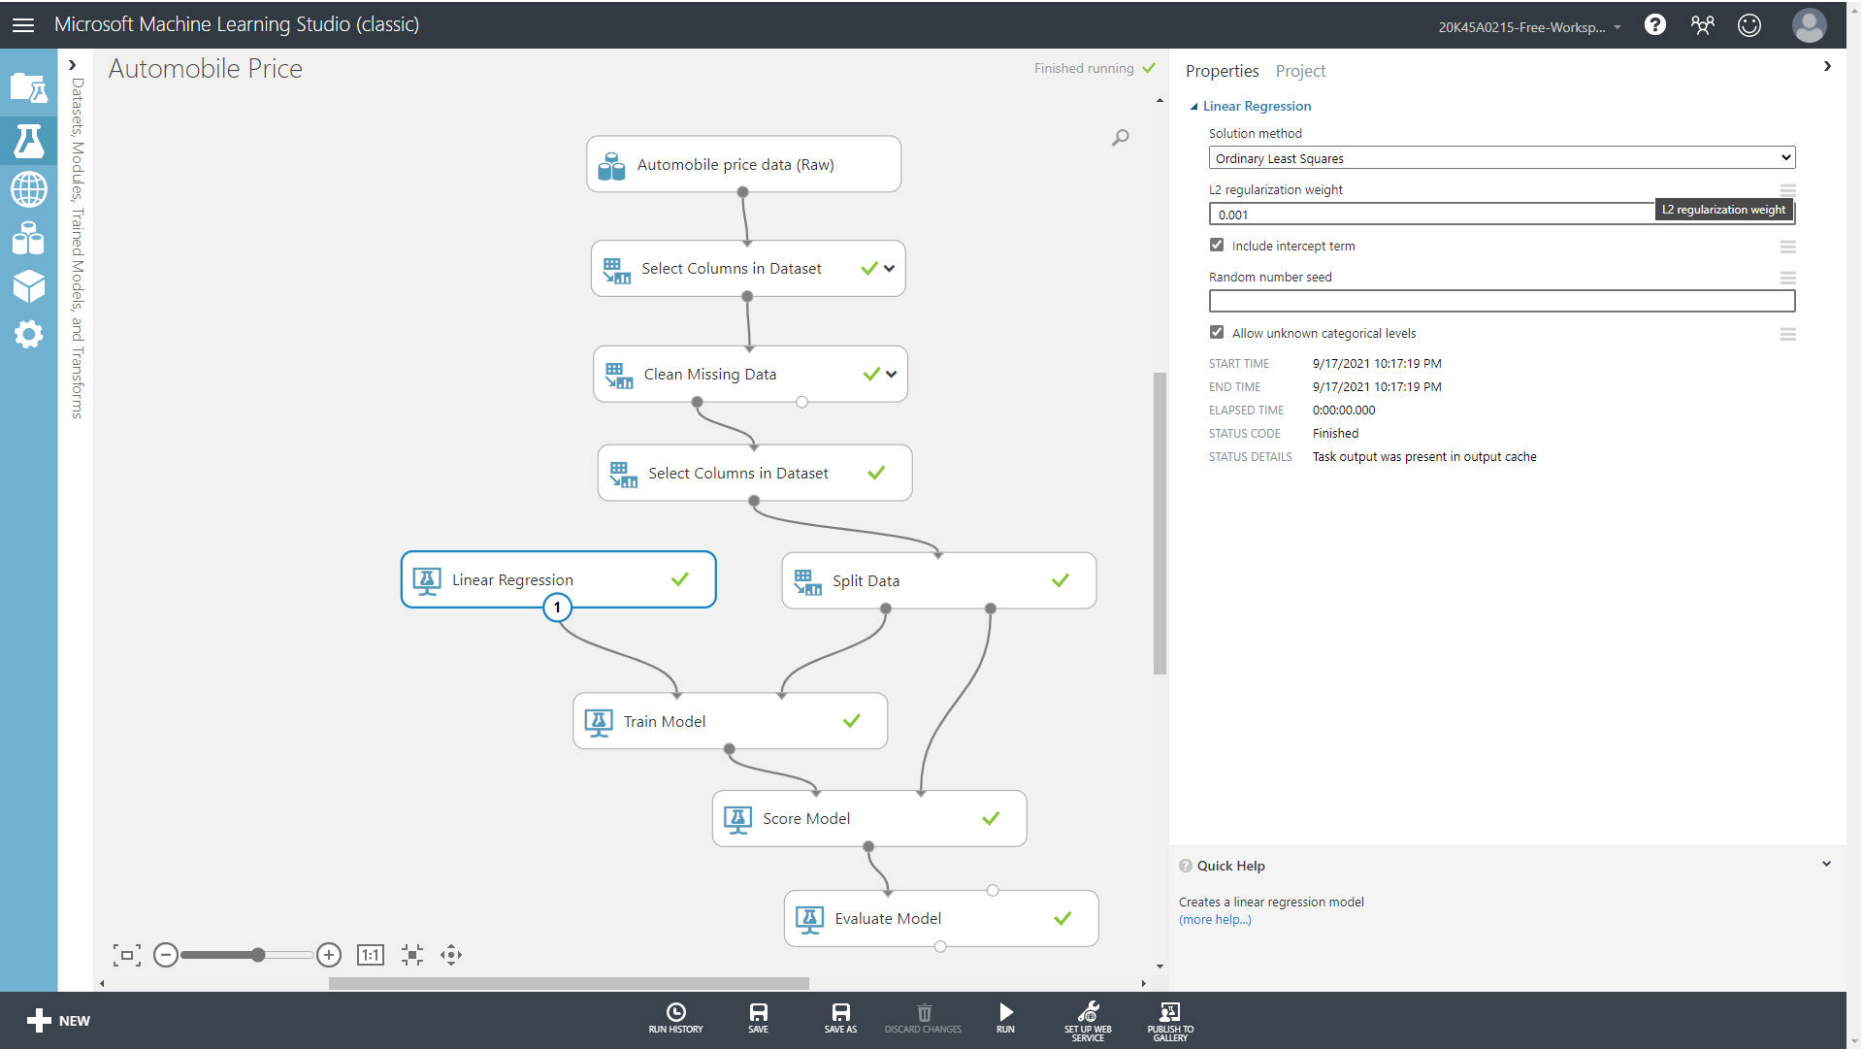 Microsoft Machine Learning Studio (classic)
20K45A0215-Free-Worksp...
Datasets, Modules, Trained Models, and Transforms
Automobile Price
Finished running
Automobile price data (Raw)
Select Columns in Dataset
Clean Missing Data
Select Columns in Dataset
Linear Regression
1
Split Data
Train Model
Score Model
Evaluate Model
1:1
Properties Project
Linear Regression
Solution method
Ordinary Least Squares
L2 regularization weight
0.001
L2 regularization weight
Include intercept term
Random number seed
Allow unknown categorical levels
START TIME 9/17/2021 10:17:19 PM
END TIME 9/17/2021 10:17:19 PM
ELAPSED TIME 0:00:00.000
STATUS CODE Finished
STATUS DETAILS Task output was present in output cache
? Quick Help
Creates a linear regression model
(more help...)
NEW
RUN HISTORY
SAVE
SAVE AS
DISCARD CHANGES
RUN
SET UP WEB
SERVICE
PUBLISH TO
GALLERY